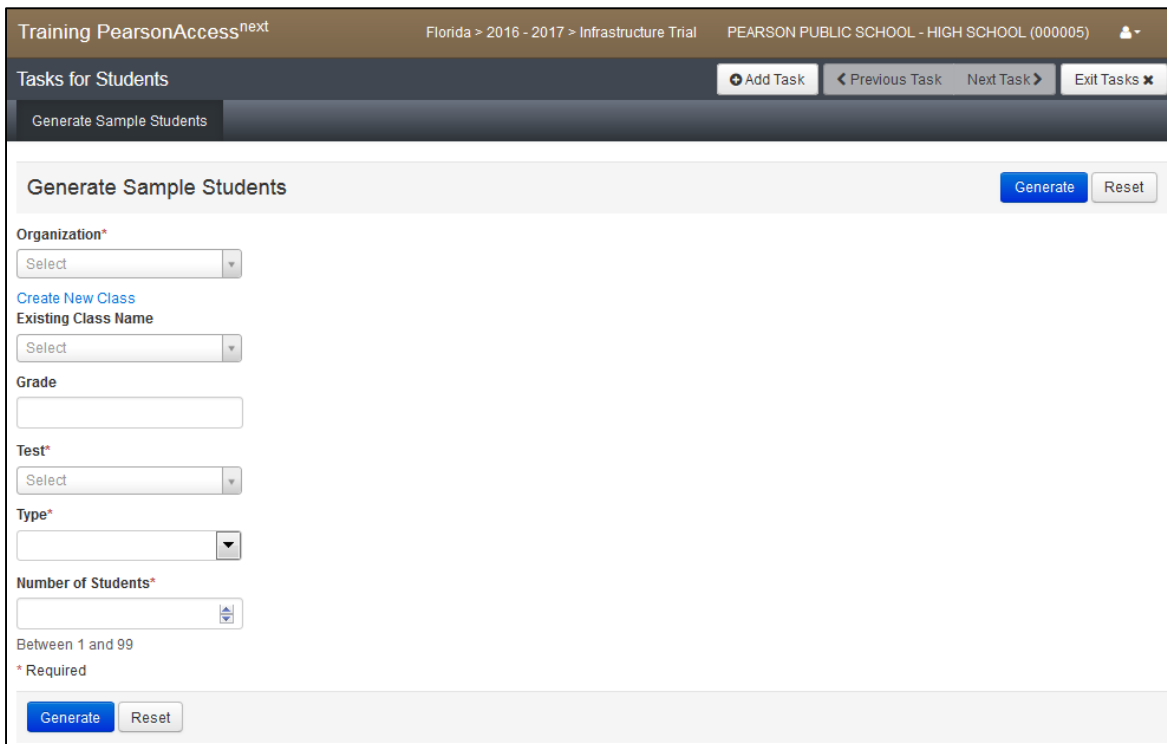 Training PearsonAccessnext Florida > 2016 - 2017 > Infrastructure Trial PEARSON PUBLIC SCHOOL - HIGH SCHOOL (000005)
Tasks for Students Add Task Previous Task Next Task Exit Tasks
Generate Sample Students
Generate Sample Students Generate Reset
Organization*
Select
Create New Class
Existing Class Name
Select
Grade
Test*
Select
Type*
Number of Students*
Between 1 and 99
* Required
Generate Reset